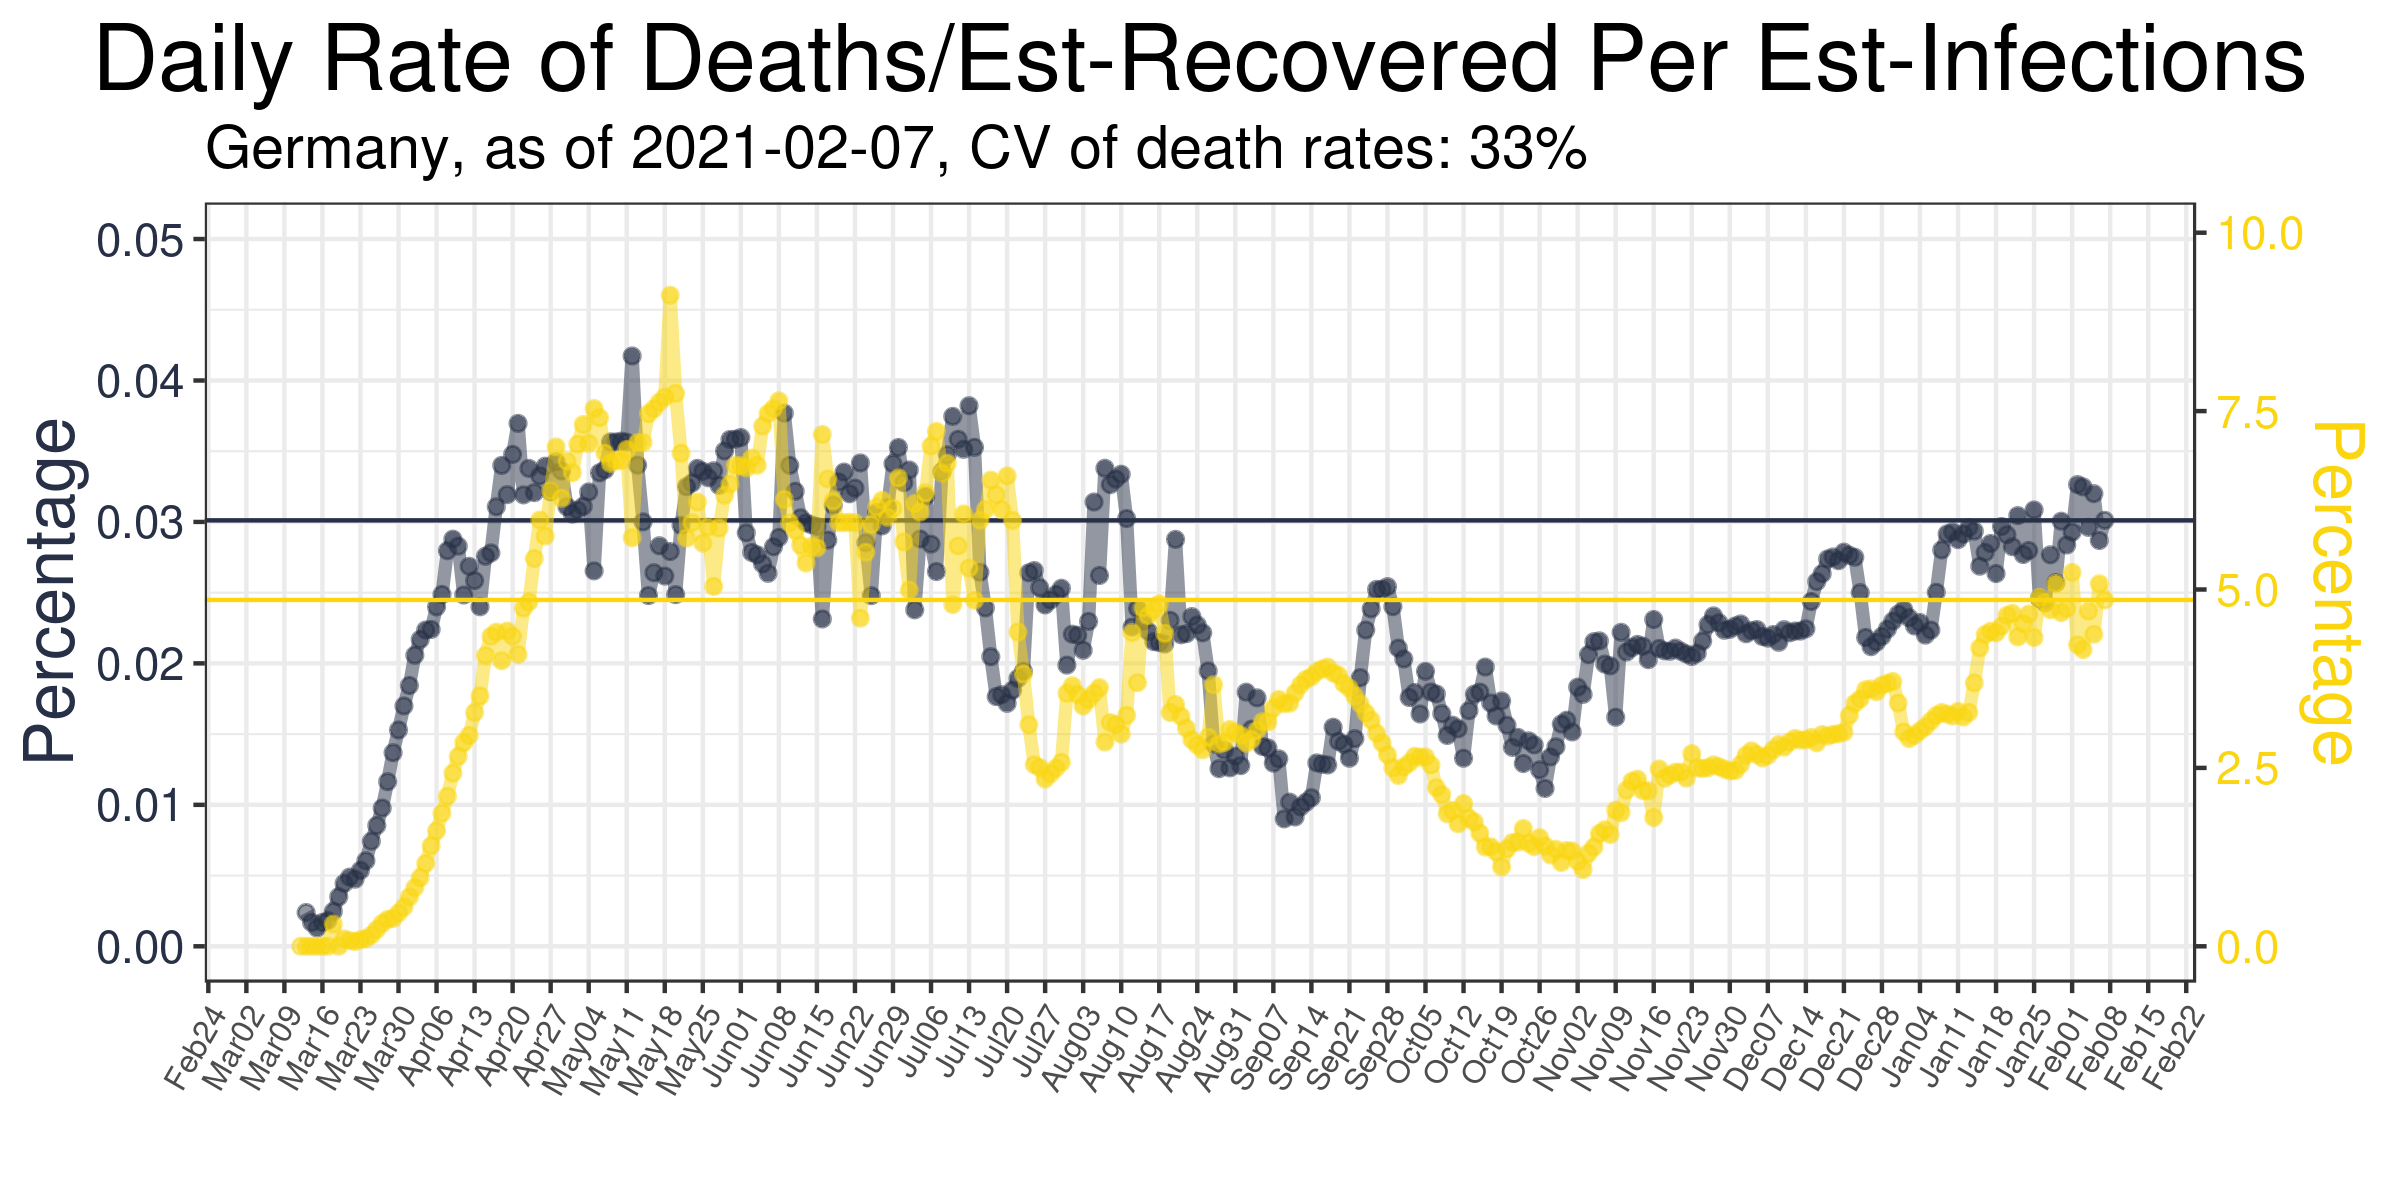 Daily Rate of Deaths/Est-Recovered Per Est-Infections
Germany, as of 2021-02-07, CV of death rates: 33%
Percentage
0.05
0.04
0.03
0.02
0.01
0.00
10.0
7.5
5.0
2.5
0.0
Percentage
Feb24
Mar02
Mar09
Mar16
Mar23
Mar30
Apr06
Apr13
Apr20
Apr27
May04
May11
May18
May25
Jun01
Jun08
Jun15
Jun22
Jun29
Jul06
Jul13
Jul20
Jul27
Aug03
Aug10
Aug17
Aug24
Aug31
Sep07
Sep14
Sep21
Sep28
Oct05
Oct12
Oct19
Oct26
Nov02
Nov09
Nov16
Nov23
Nov30
Dec07
Dec14
Dec21
Dec28
Jan04
Jan11
Jan18
Jan25
Feb01
Feb08
Feb15
Feb22